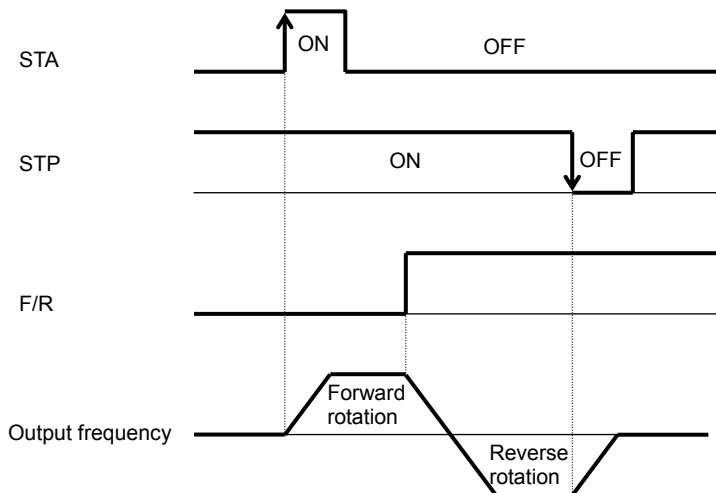 STA
ON
OFF
STP
ON
OFF
F/R
Output frequency
Forward
rotation
Reverse
rotation